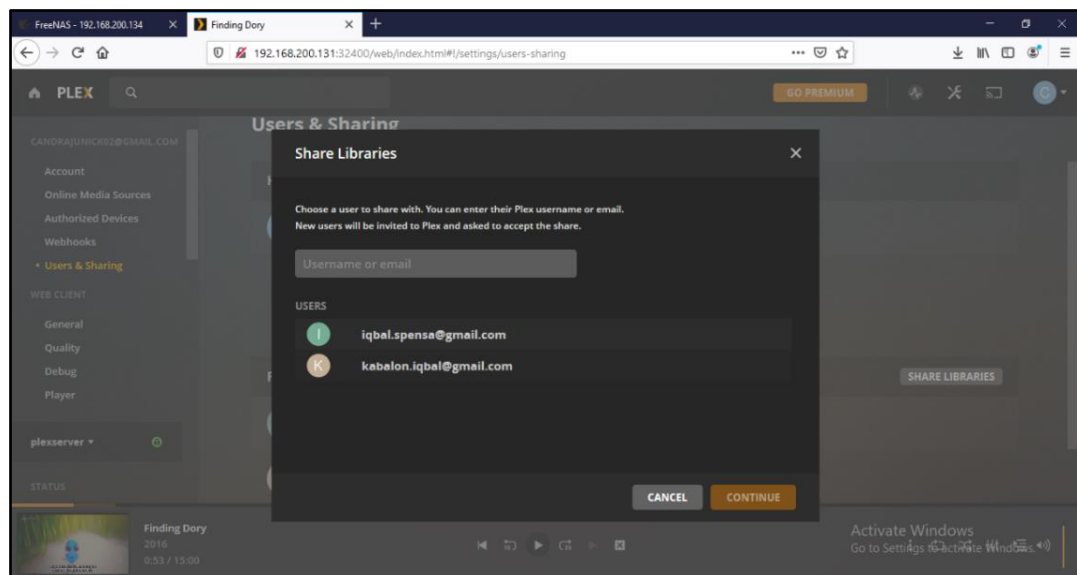 FreeNAS - 192.168.200.134
Finding Dory
192.168.200.131:32400/web/index.html#!/settings/users-sharing
PLEX
GO PREMIUM
C
CANDRAJUNICK02@GMAIL.COM
Account
Online Media Sources
Authorized Devices
Webhooks
Users & Sharing
WEB CLIENT
General
Quality
Debug
Player
plexserver
STATUS
Users & Sharing
Share Libraries
Choose a user to share with. You can enter their Plex username or email.
New users will be invited to Plex and asked to accept the share.
Username or email
USERS
I
iqbal.spensa@gmail.com
K
kabalon.iqbal@gmail.com
SHARE LIBRARIES
CANCEL
CONTINUE
Finding Dory
2016
0:53 / 15:00
Activate Windows
Go to Settings to activate Windows.